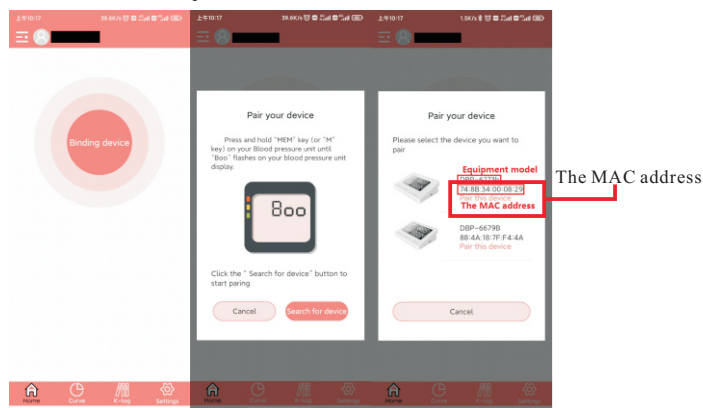 上午10:17
39.6K/s
Binding device
Home
Curve
K-log
Settings
上午10:17
39.6K/s
Pair your device
Press and hold "MEM" key (or "M"
key) on your Blood pressure unit until
"Boo" flashes on your blood pressure unit
display.
Boo
Click the " Search for device" button to
start paring
Cancel
Search for device
Home
Curve
K-log
Settings
上午10:17
1.5K/s
Pair your device
Please select the device you want to
pair
Equipment model
74:8B:34:00:08:29
Pair this device
The MAC address
DBP-6679B
88:4A:18:7F:F4:4A
Pair this device
Cancel
Home
Curve
K-log
Settings
The MAC address